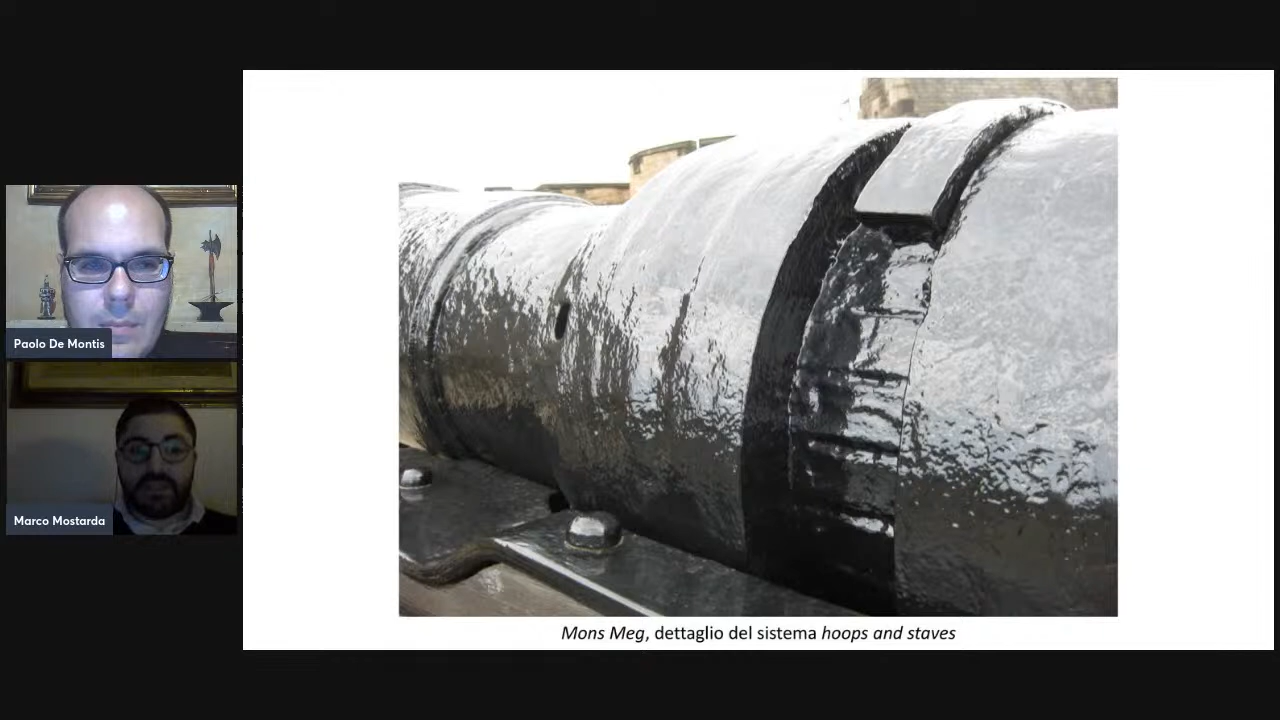 Paolo De Montis
Marco Mostarda
Mons Meg, dettaglio del sistema hoops and staves